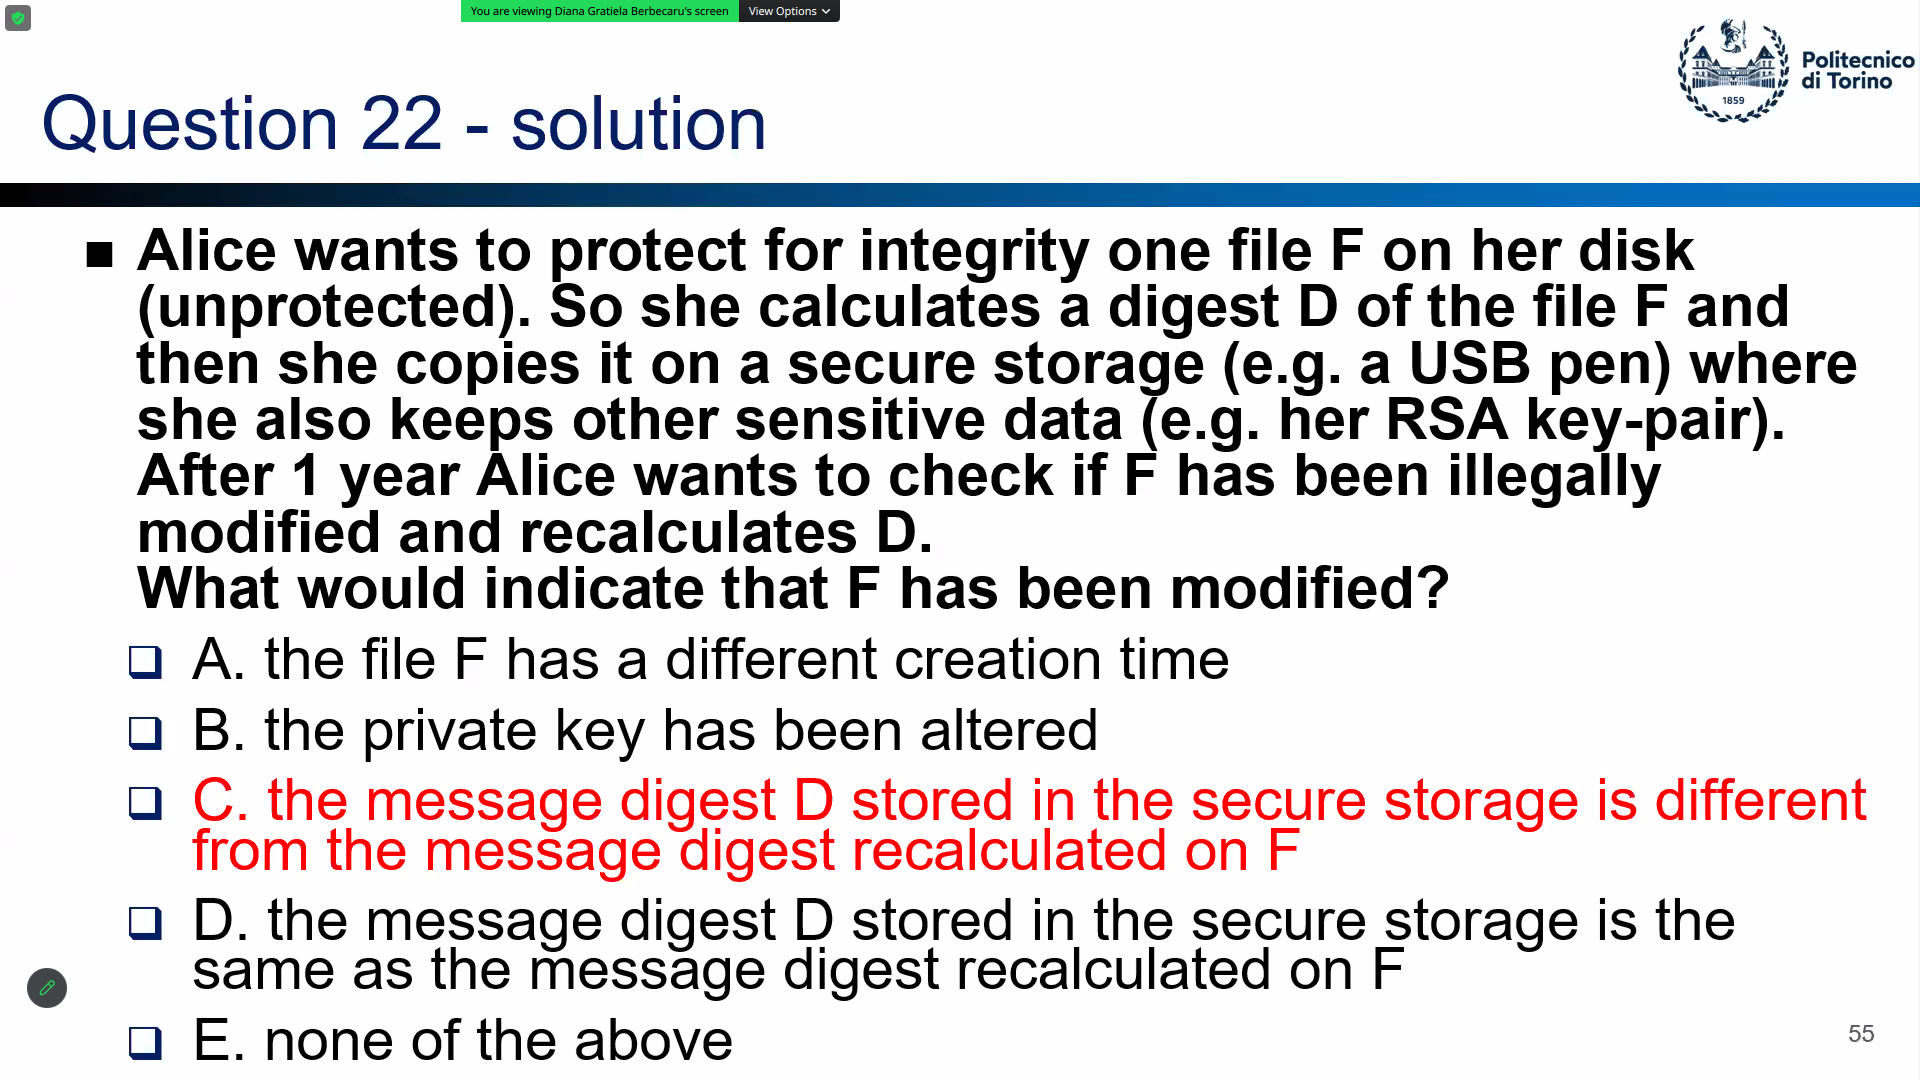 You are viewing Diana Gratiela Berbecaru's screen
View Options
Politecnico
di Torino
1859
Question 22 - solution
Alice wants to protect for integrity one file F on her disk
(unprotected). So she calculates a digest D of the file F and
then she copies it on a secure storage (e.g. a USB pen) where
she also keeps other sensitive data (e.g. her RSA key-pair).
After 1 year Alice wants to check if F has been illegally
modified and recalculates D.
What would indicate that F has been modified?
A. the file F has a different creation time
B. the private key has been altered
C. the message digest D stored in the secure storage is different
from the message digest recalculated on F
D. the message digest D stored in the secure storage is the
same as the message digest recalculated on F
E. none of the above
55